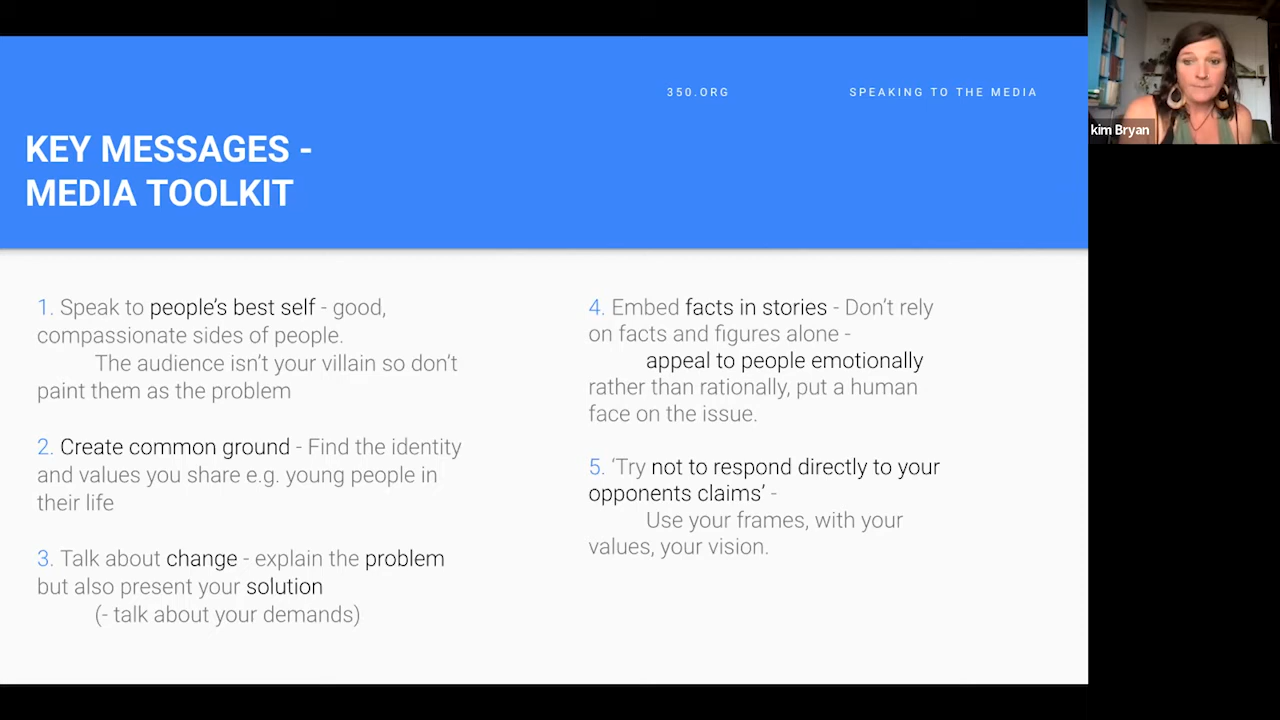 350.ORG
SPEAKING TO THE MEDIA
KEY MESSAGES -
MEDIA TOOLKIT
1. Speak to people’s best self - good,
compassionate sides of people.
The audience isn’t your villain so don’t
paint them as the problem
2. Create common ground - Find the identity
and values you share e.g. young people in
their life
3. Talk about change - explain the problem
but also present your solution
(- talk about your demands)
4. Embed facts in stories - Don’t rely
on facts and figures alone -
appeal to people emotionally
rather than rationally, put a human
face on the issue.
5. ‘Try not to respond directly to your
opponents claims’ -
Use your frames, with your
values, your vision.
kim Bryan